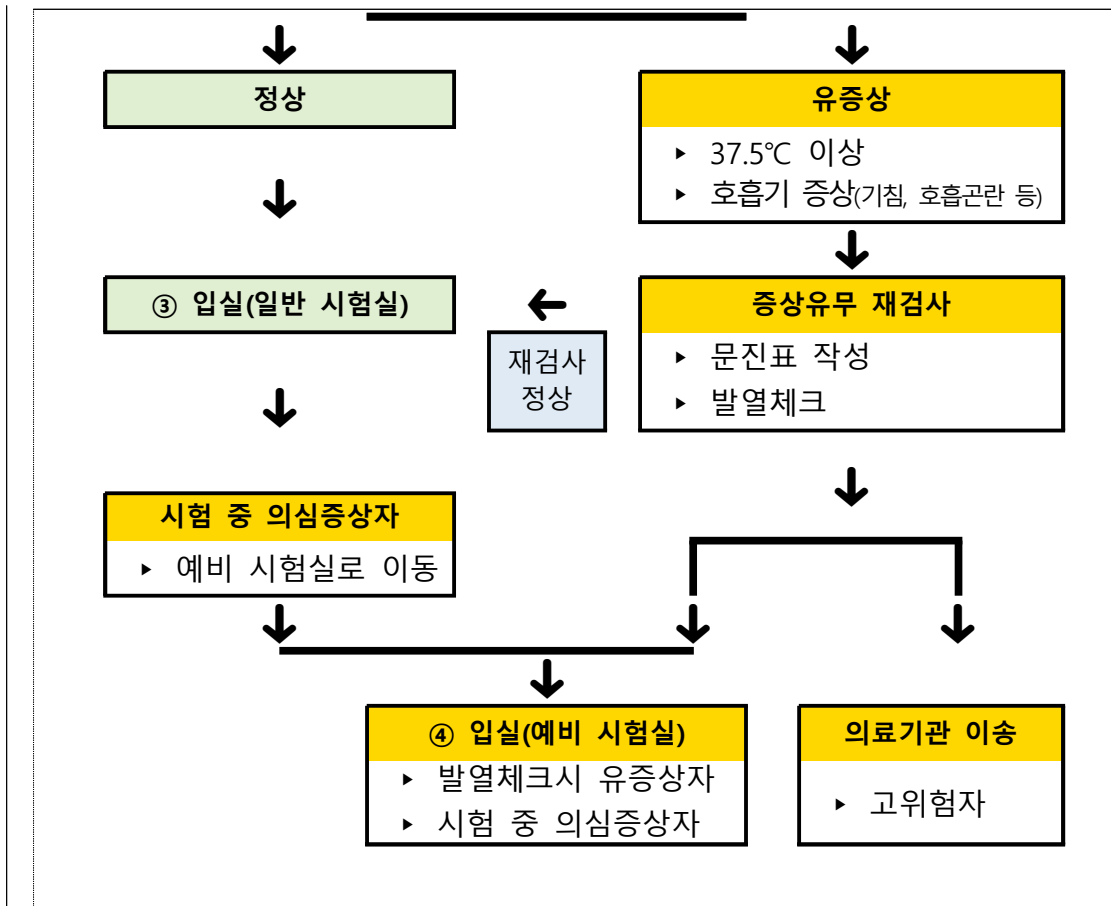 정상
유증상
▸ 37.5℃ 이상
▸ 호흡기 증상(기침, 호흡곤란 등)
③ 입실(일반 시험실)
재검사
정상
증상유무 재검사
▸ 문진표 작성
▸ 발열체크
시험 중 의심증상자
▸ 예비 시험실로 이동
④ 입실(예비 시험실)
▸ 발열체크시 유증상자
▸ 시험 중 의심증상자
의료기관 이송
▸ 고위험자